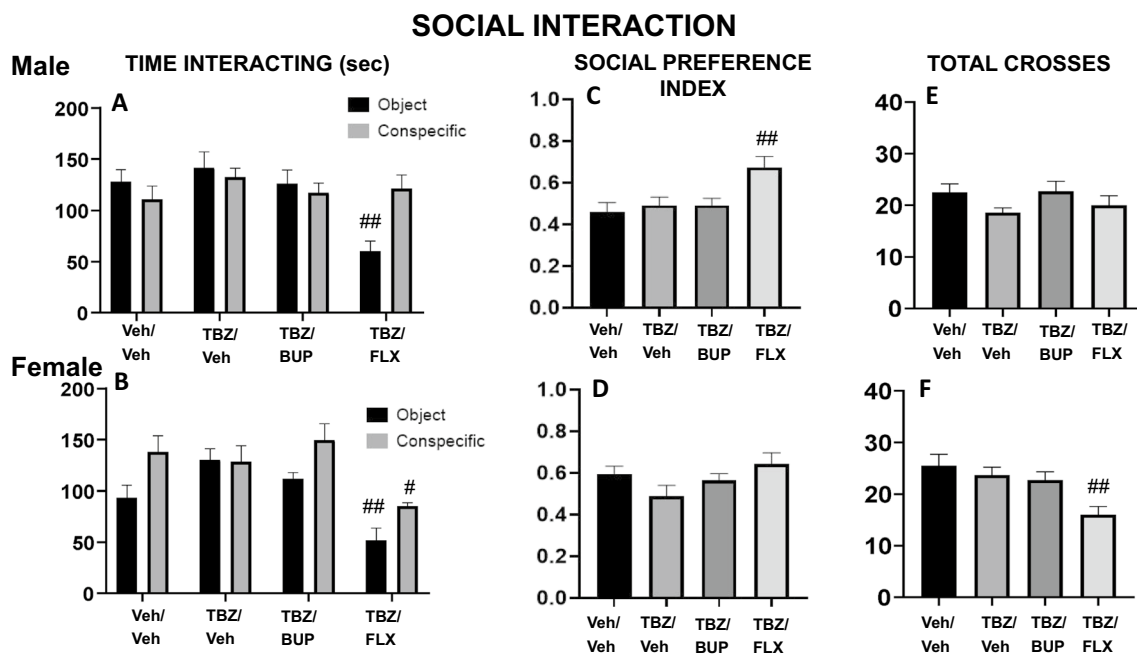 SOCIAL INTERACTION
Male
TIME INTERACTING (sec)
SOCIAL PREFERENCE
INDEX
TOTAL CROSSES
A
Object
Conspecific
200
150
100
50
0
##
Veh/
Veh
TBZ/
Veh
TBZ/
BUP
TBZ/
FLX
C
1.0
0.8
0.6
0.4
0.2
0.0
##
Veh/
Veh
TBZ/
Veh
TBZ/
BUP
TBZ/
FLX
E
40
30
20
10
0
Veh/
Veh
TBZ/
Veh
TBZ/
BUP
TBZ/
FLX
Female
B
Object
Conspecific
200
150
100
50
0
##
#
Veh/
Veh
TBZ/
Veh
TBZ/
BUP
TBZ/
FLX
D
1.0
0.8
0.6
0.4
0.2
0.0
Veh/
Veh
TBZ/
Veh
TBZ/
BUP
TBZ/
FLX
F
40
30
20
10
0
##
Veh/
Veh
TBZ/
Veh
TBZ/
BUP
TBZ/
FLX